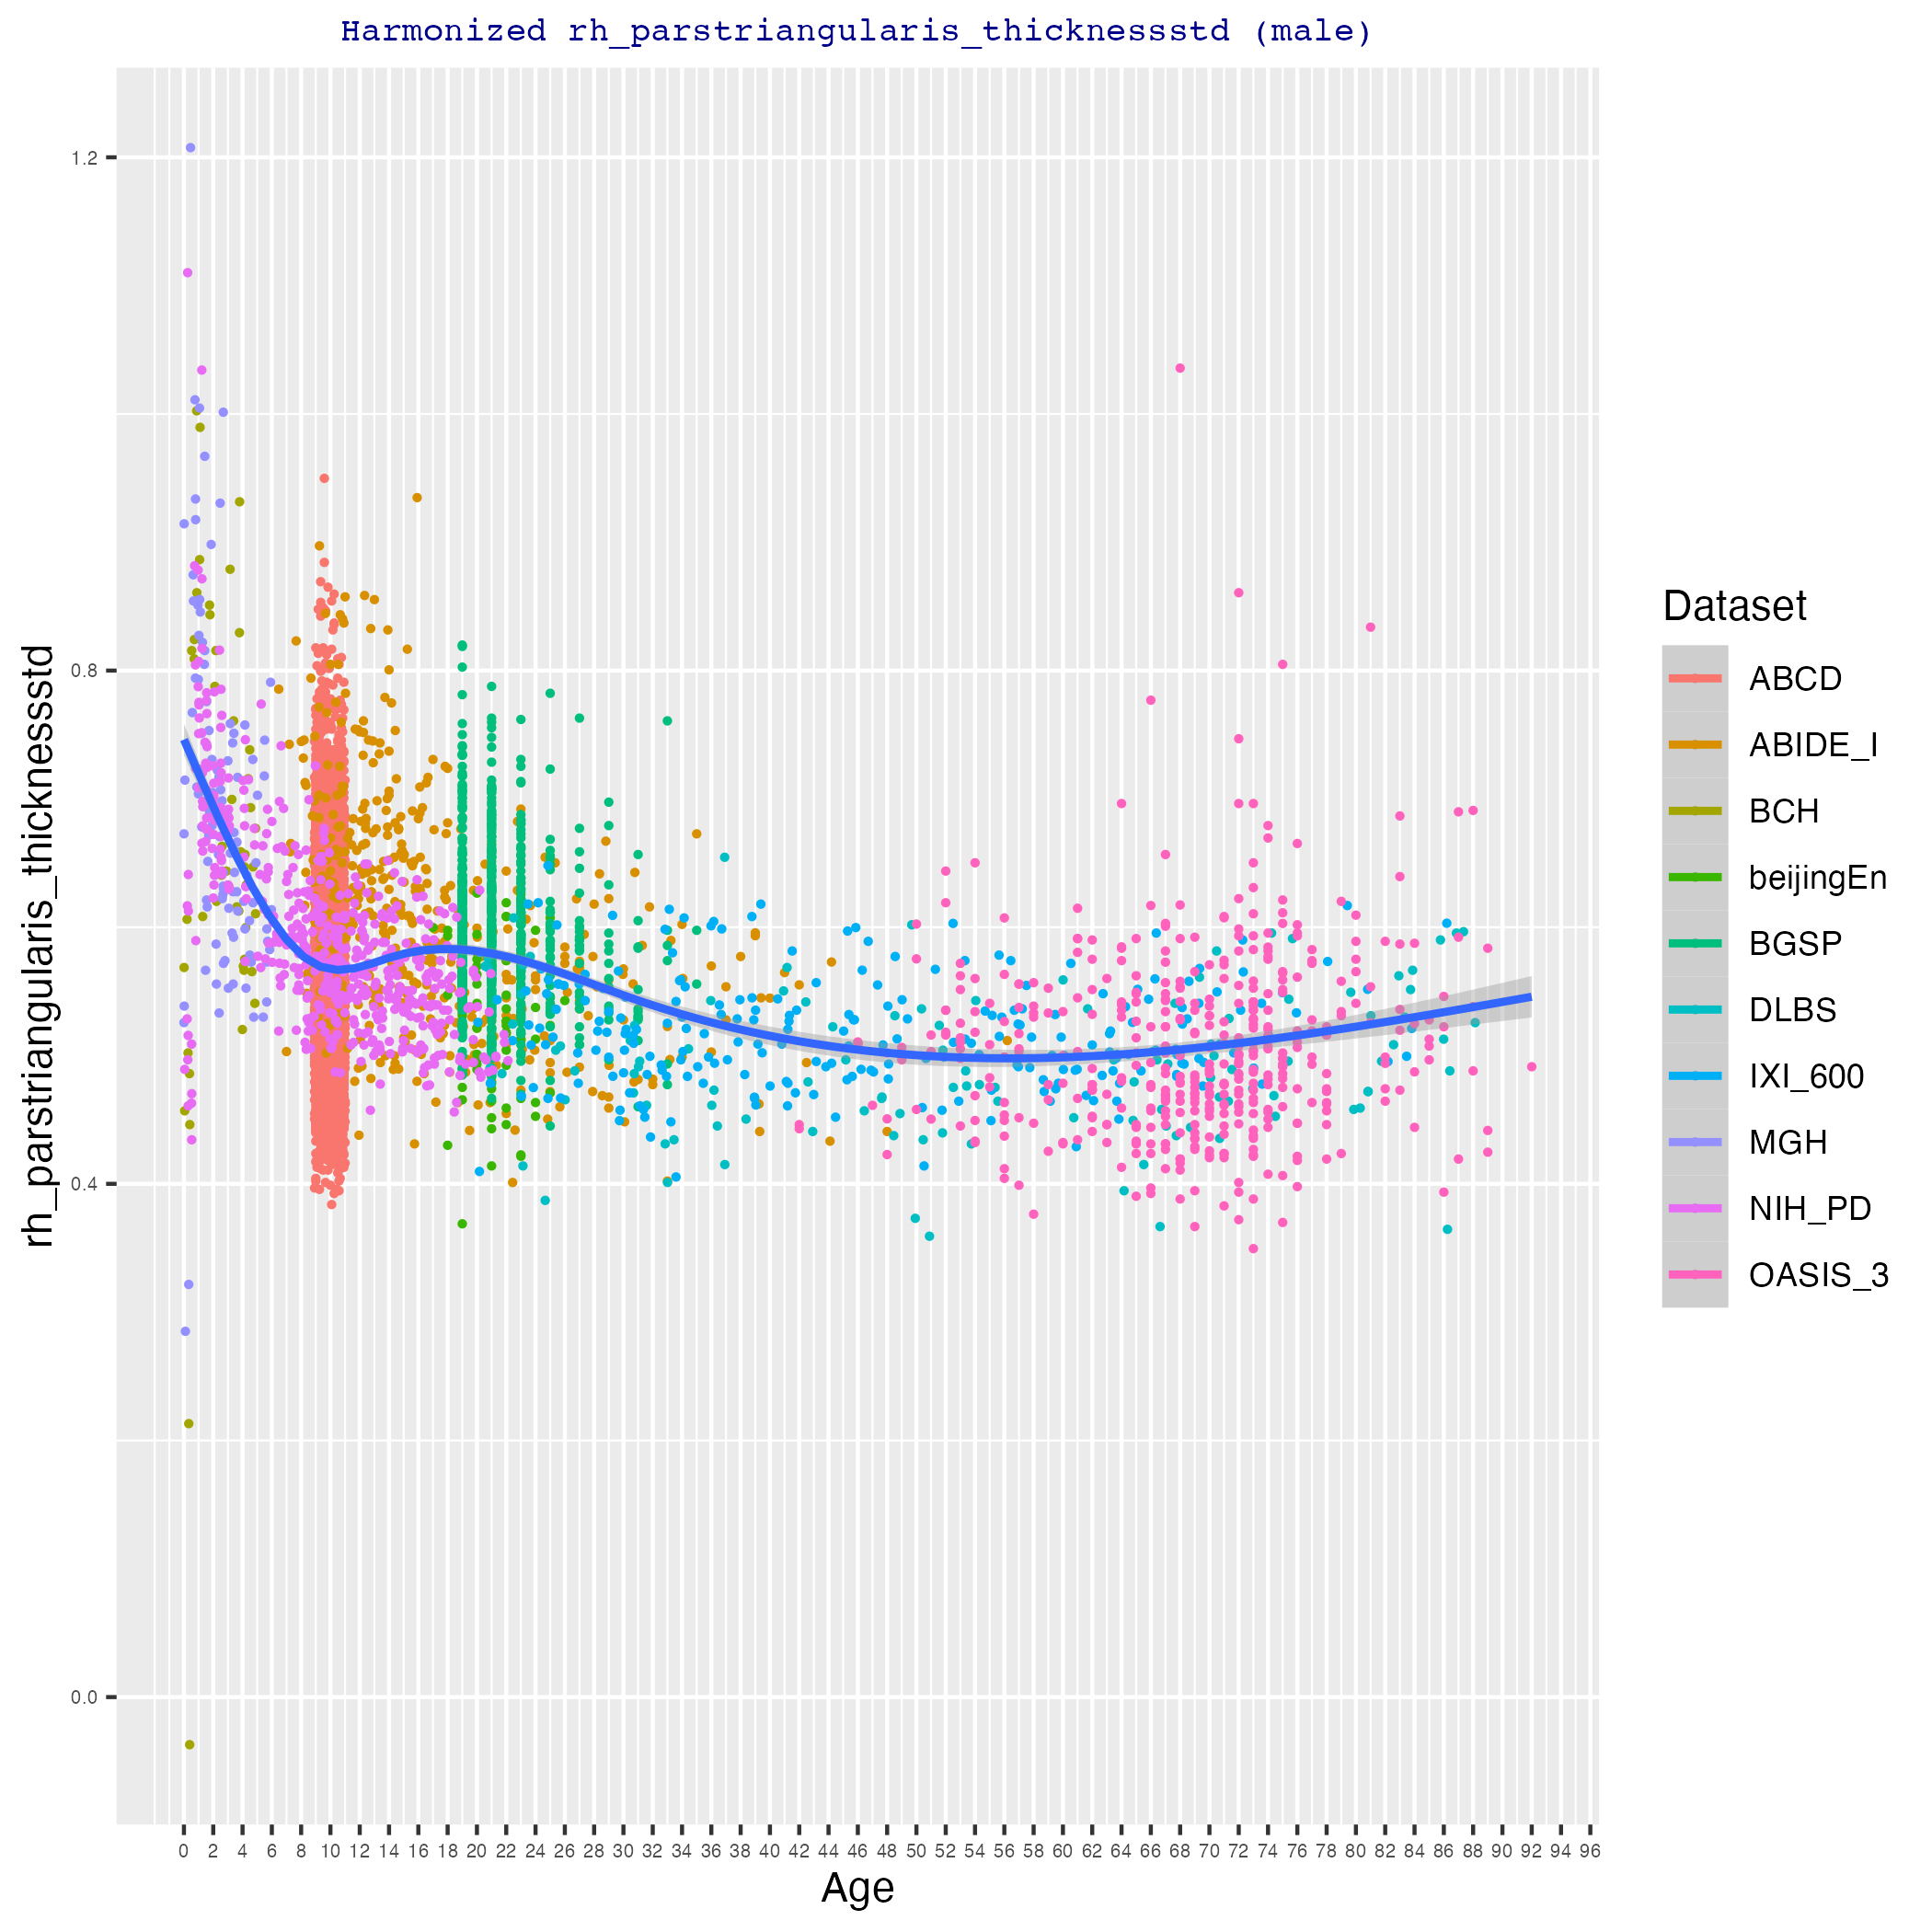 Harmonized rh_parstriangularis_thicknessstd (male)
rh_parstriangularis_thicknessstd
1.2
0.8
0.4
0.0
0 2 4 6 8 10 12 14 16 18 20 22 24 26 28 30 32 34 36 38 40 42 44 46 48 50 52 54 56 58 60 62 64 66 68 70 72 74 76 78 80 82 84 86 88 90 92 94 96
Age
Dataset
ABCD
ABIDE_I
BCH
beijingEn
BGSP
DLBS
IXI_600
MGH
NIH_PD
OASIS_3